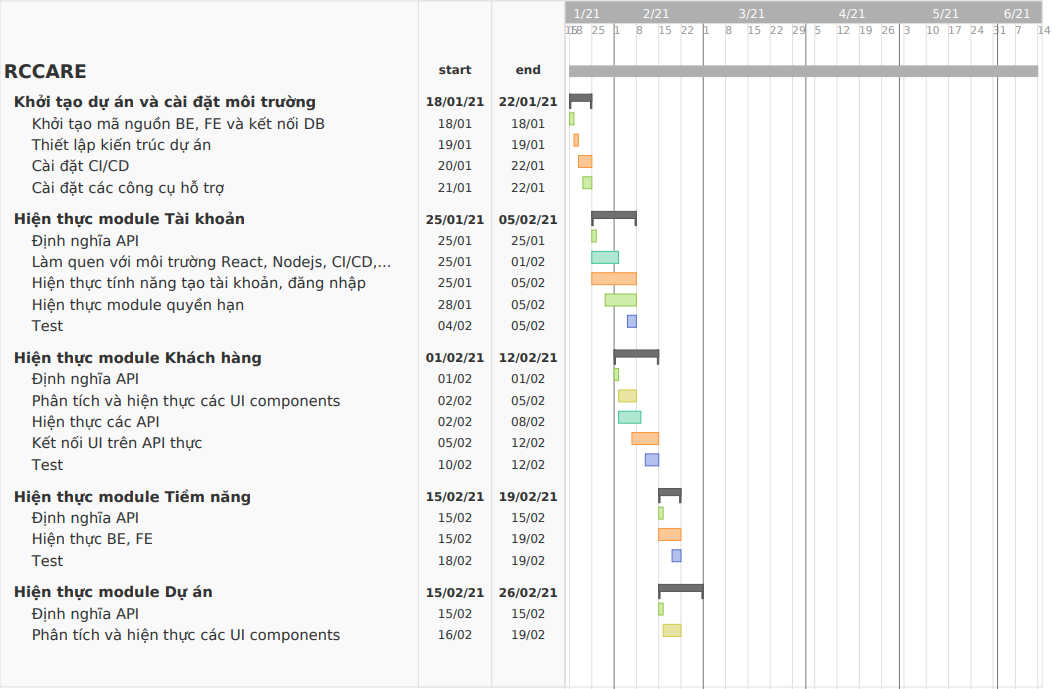 1/21 2/21 3/21 4/21 5/21 6/21
18 25 1 8 15 22 1 8 15 22 29 5 12 19 26 3 10 17 24 31 7 14
RCCARE start end
Khởi tạo dự án và cài đặt môi trường 18/01/21 22/01/21
Khởi tạo mã nguồn BE, FE và kết nối DB 18/01 18/01
Thiết lập kiến trúc dự án 19/01 19/01
Cài đặt CI/CD 20/01 22/01
Cài đặt các công cụ hỗ trợ 21/01 22/01
Hiện thực module Tài khoản 25/01/21 05/02/21
Định nghĩa API 25/01 25/01
Làm quen với môi trường React, Nodejs, CI/CD,... 25/01 01/02
Hiện thực tính năng tạo tài khoản, đăng nhập 25/01 05/02
Hiện thực module quyền hạn 28/01 05/02
Test 04/02 05/02
Hiện thực module Khách hàng 01/02/21 12/02/21
Định nghĩa API 01/02 01/02
Phân tích và hiện thực các UI components 02/02 05/02
Hiện thực các API 02/02 08/02
Kết nối UI trên API thực 05/02 12/02
Test 10/02 12/02
Hiện thực module Tiềm năng 15/02/21 19/02/21
Định nghĩa API 15/02 15/02
Hiện thực BE, FE 15/02 19/02
Test 18/02 19/02
Hiện thực module Dự án 15/02/21 26/02/21
Định nghĩa API 15/02 15/02
Phân tích và hiện thực các UI components 16/02 19/02